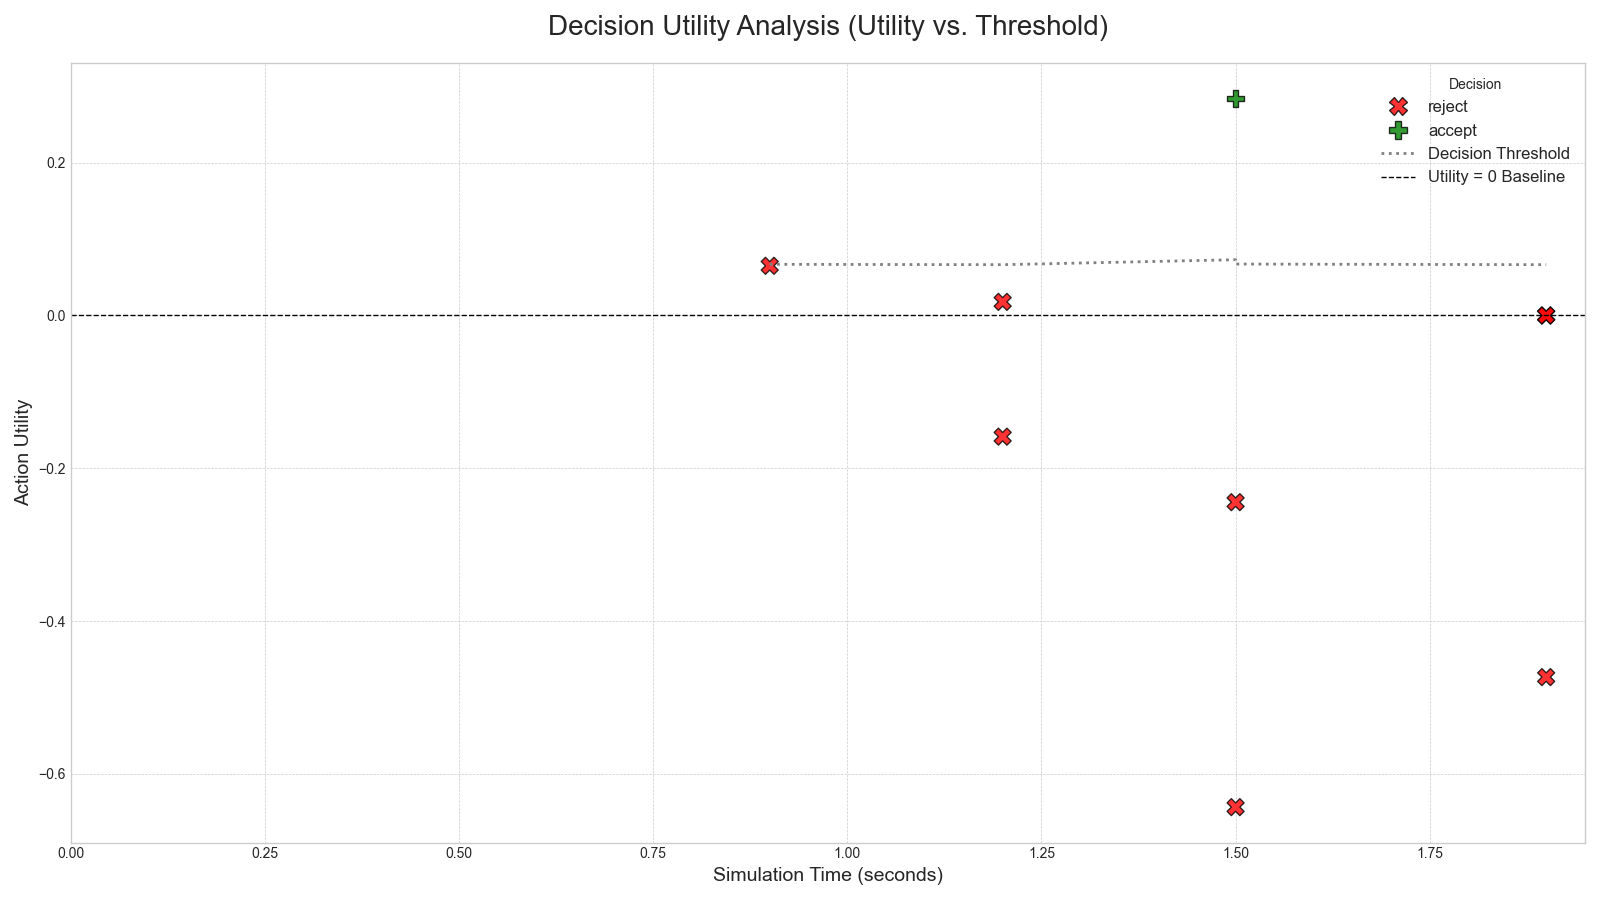 Decision Utility Analysis (Utility vs. Threshold)
Decision
reject
accept
Decision Threshold
Utility = 0 Baseline
Action Utility
0.2
0.0
−0.2
−0.4
−0.6
0.00 0.25 0.50 0.75 1.00 1.25 1.50 1.75
Simulation Time (seconds)